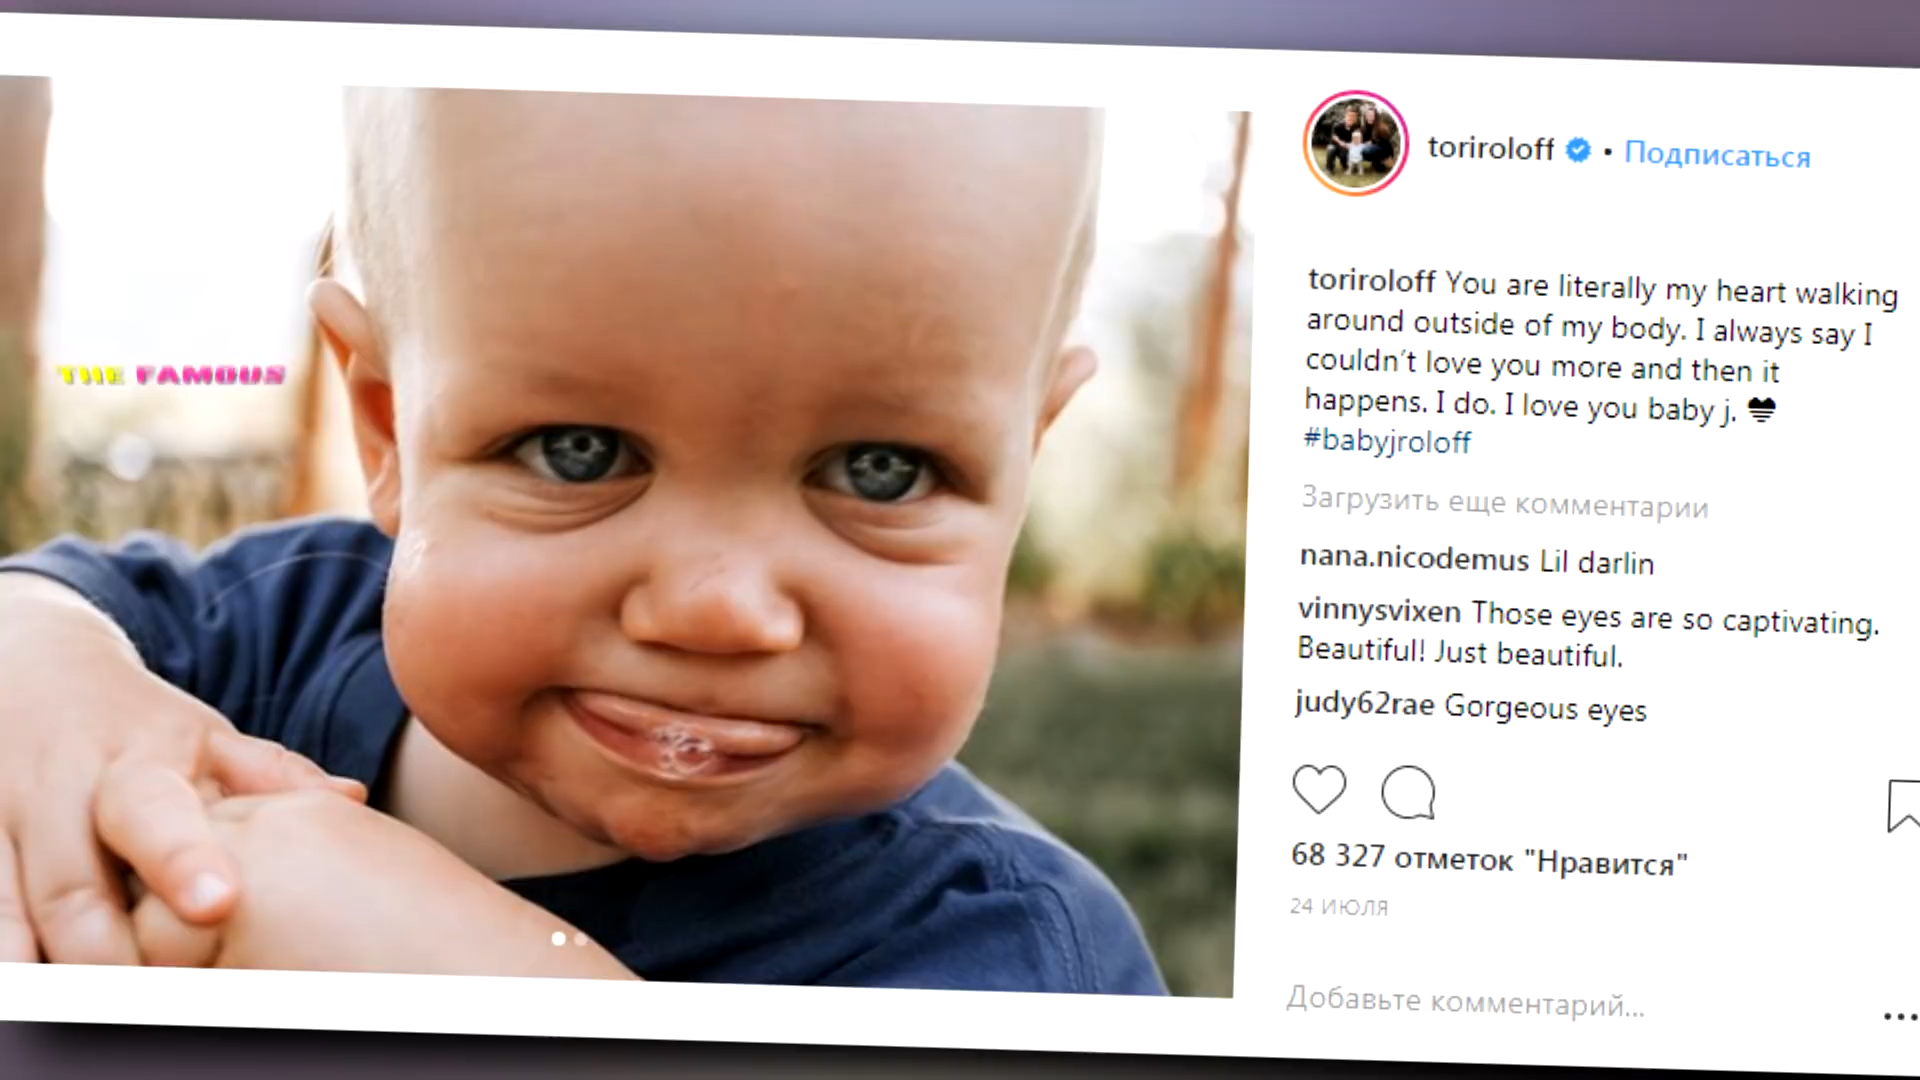 THE FAMOUS
toriroloff • Подписаться
toriroloff You are literally my heart walking
around outside of my body. I always say I
couldn't love you more and then it
happens. I do. I love you baby j.
#babyjroloff
Загрузить еще комментарии
nana.nicodemus Lil darlin
vinnysvixen Those eyes are so captivating.
Beautiful! Just beautiful.
judy62rae Gorgeous eyes
68 327 отметок "Нравится"
24 ИЮЛЯ
Добавьте комментарий...